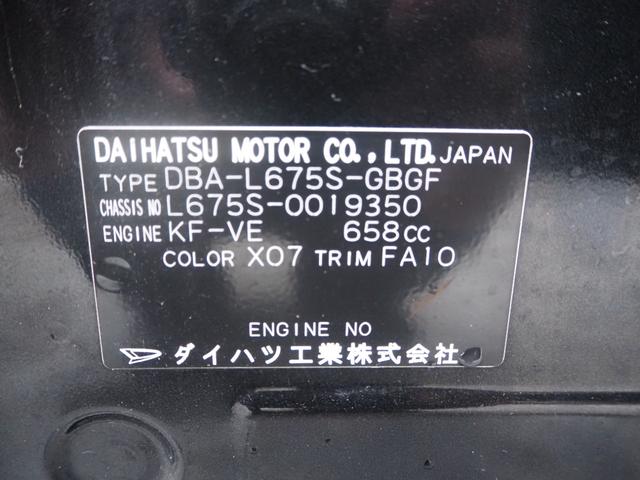 DAIHATSU MOTOR CO.,LTD. JAPAN
TYPE DBA-L675S-GBGF
CHASSIS NO L675S-0019350
ENGINE KF-VE 658CC
COLOR X07 TRIM FA10
ENGINE NO
ダイハツ工業株式会社